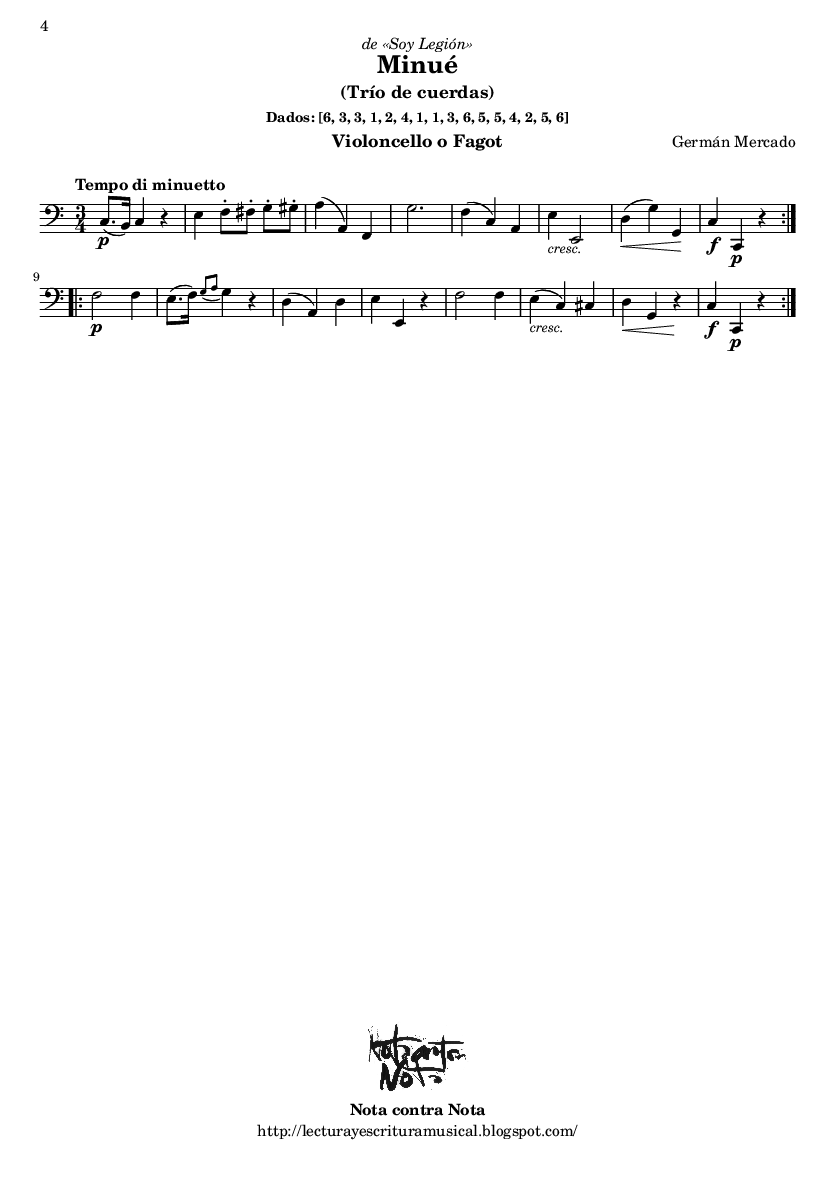 4
de «Soy Legión»
Minué
(Trío de cuerdas)
Dados: [6, 3, 3, 1, 2, 4, 1, 1, 3, 6, 5, 5, 4, 2, 5, 6]
Violoncello o Fagot Germán Mercado
Tempo di minuetto
3
4
p cresc. f p
9
p cresc. f p
Nota contra
Nota
Nota contra Nota
http://lecturayescrituramusical.blogspot.com/